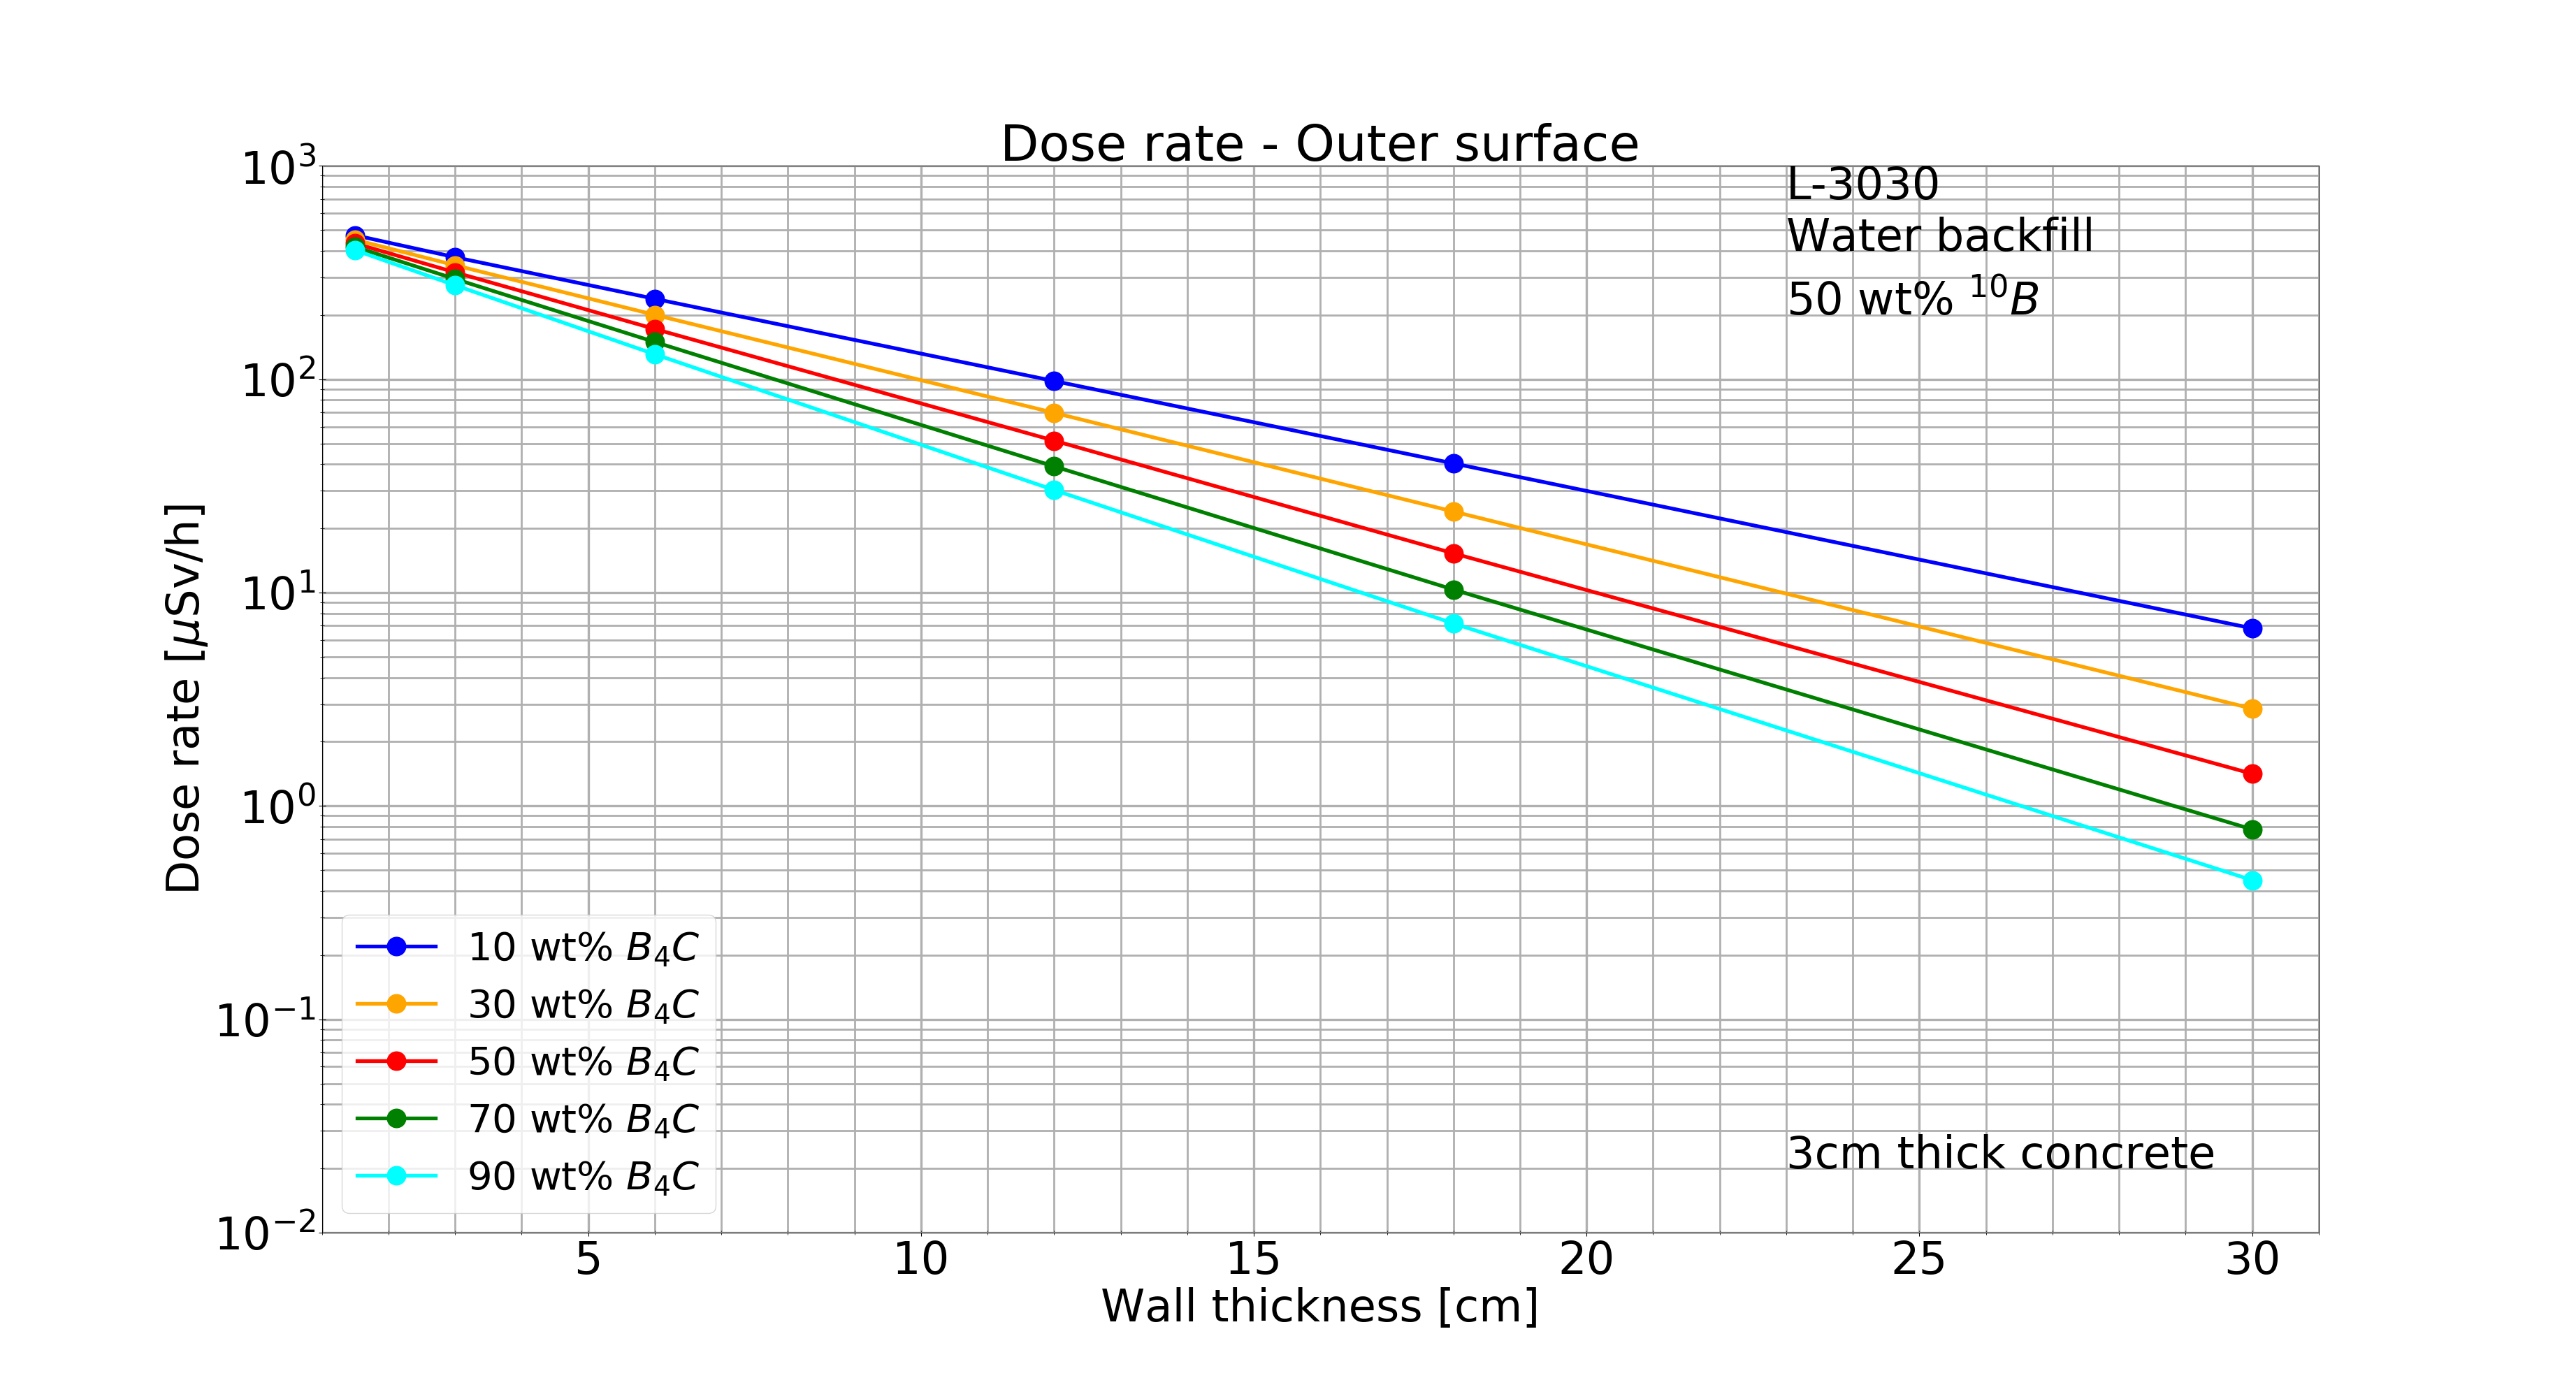 Dose rate - Outer surface
L-3030
Water backfill
50 wt% ¹⁰B
10³
10²
10¹
10⁰
10⁻¹
10⁻²
Dose rate [μSv/h]
10 wt% B₄C
30 wt% B₄C
50 wt% B₄C
70 wt% B₄C
90 wt% B₄C
3cm thick concrete
5 10 15 20 25 30
Wall thickness [cm]